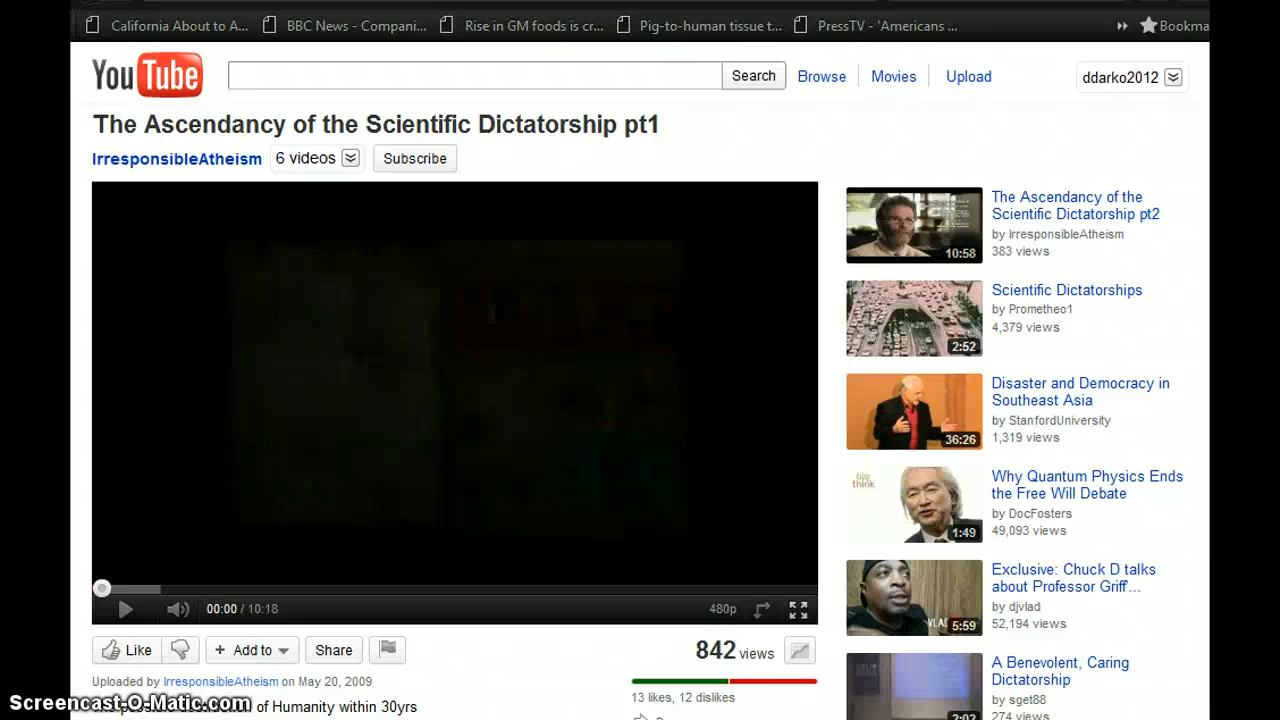 California About to A... BBC News - Compani... Rise in GM foods is cr... Pig-to-human tissue t... PressTV - 'Americans ... Bookma
YouTube Search Browse Movies Upload ddarko2012
The Ascendancy of the Scientific Dictatorship pt1
IrresponsibleAtheism 6 videos Subscribe
The Ascendancy of the
Scientific Dictatorship pt2
by IrresponsibleAtheism
383 views
10:58
Scientific Dictatorships
by Prometheo1
4,379 views
2:52
Disaster and Democracy in
Southeast Asia
by StanfordUniversity
1,319 views
36:26
big
think
Why Quantum Physics Ends
the Free Will Debate
by DocFosters
49,093 views
1:49
Exclusive: Chuck D talks
about Professor Griff...
by djvlad
52,194 views
VLAD
5:59
A Benevolent, Caring
Dictatorship
by sget88
274 views
2:02
00:00 / 10:18 480p
Like + Add to Share 842 views
Uploaded by IrresponsibleAtheism on May 20, 2009
13 likes, 12 dislikes
of Humanity within 30yrs
Screencast-O-Matic.com